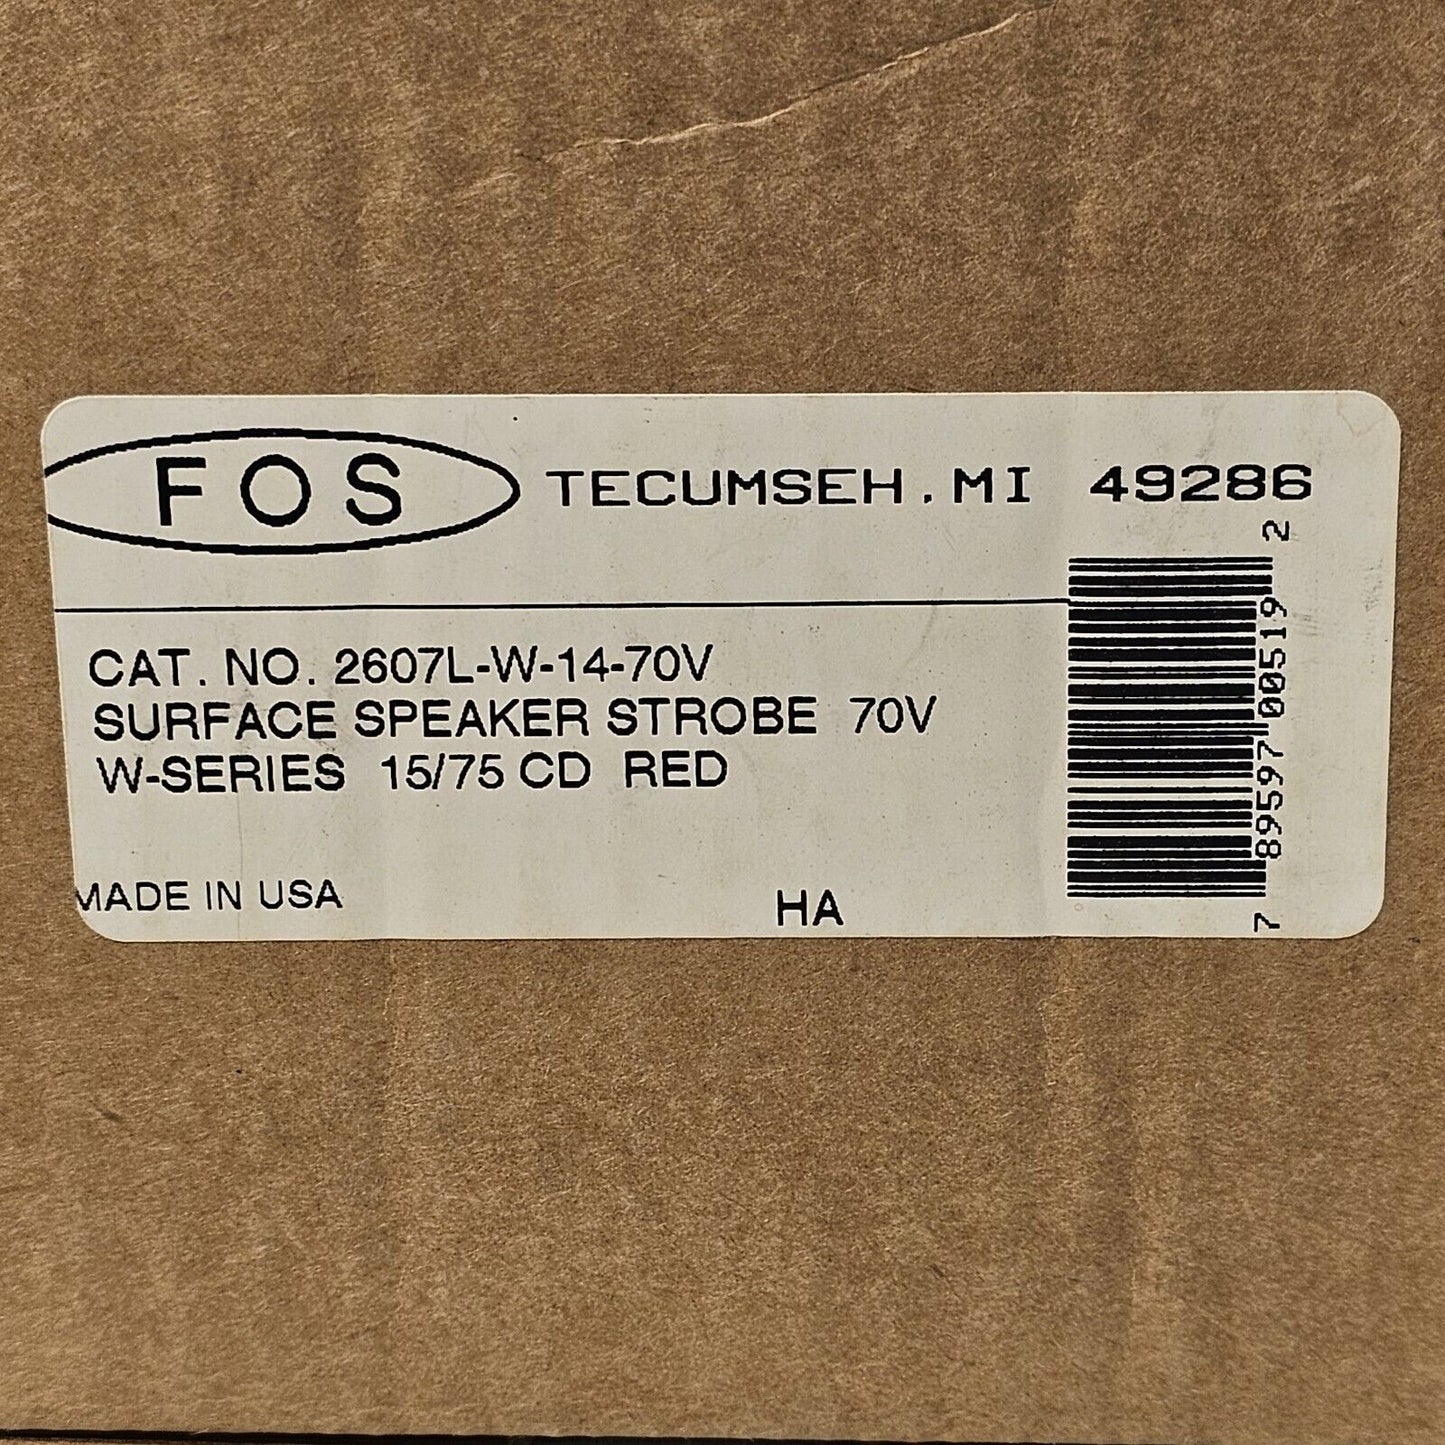 FOS TECUMSEH.MI 49286
CAT. NO. 2607L-W-14-70V
SURFACE SPEAKER STROBE 70V
W-SERIES 15/75 CD RED
MADE IN USA
HA
7 89597 00519 2